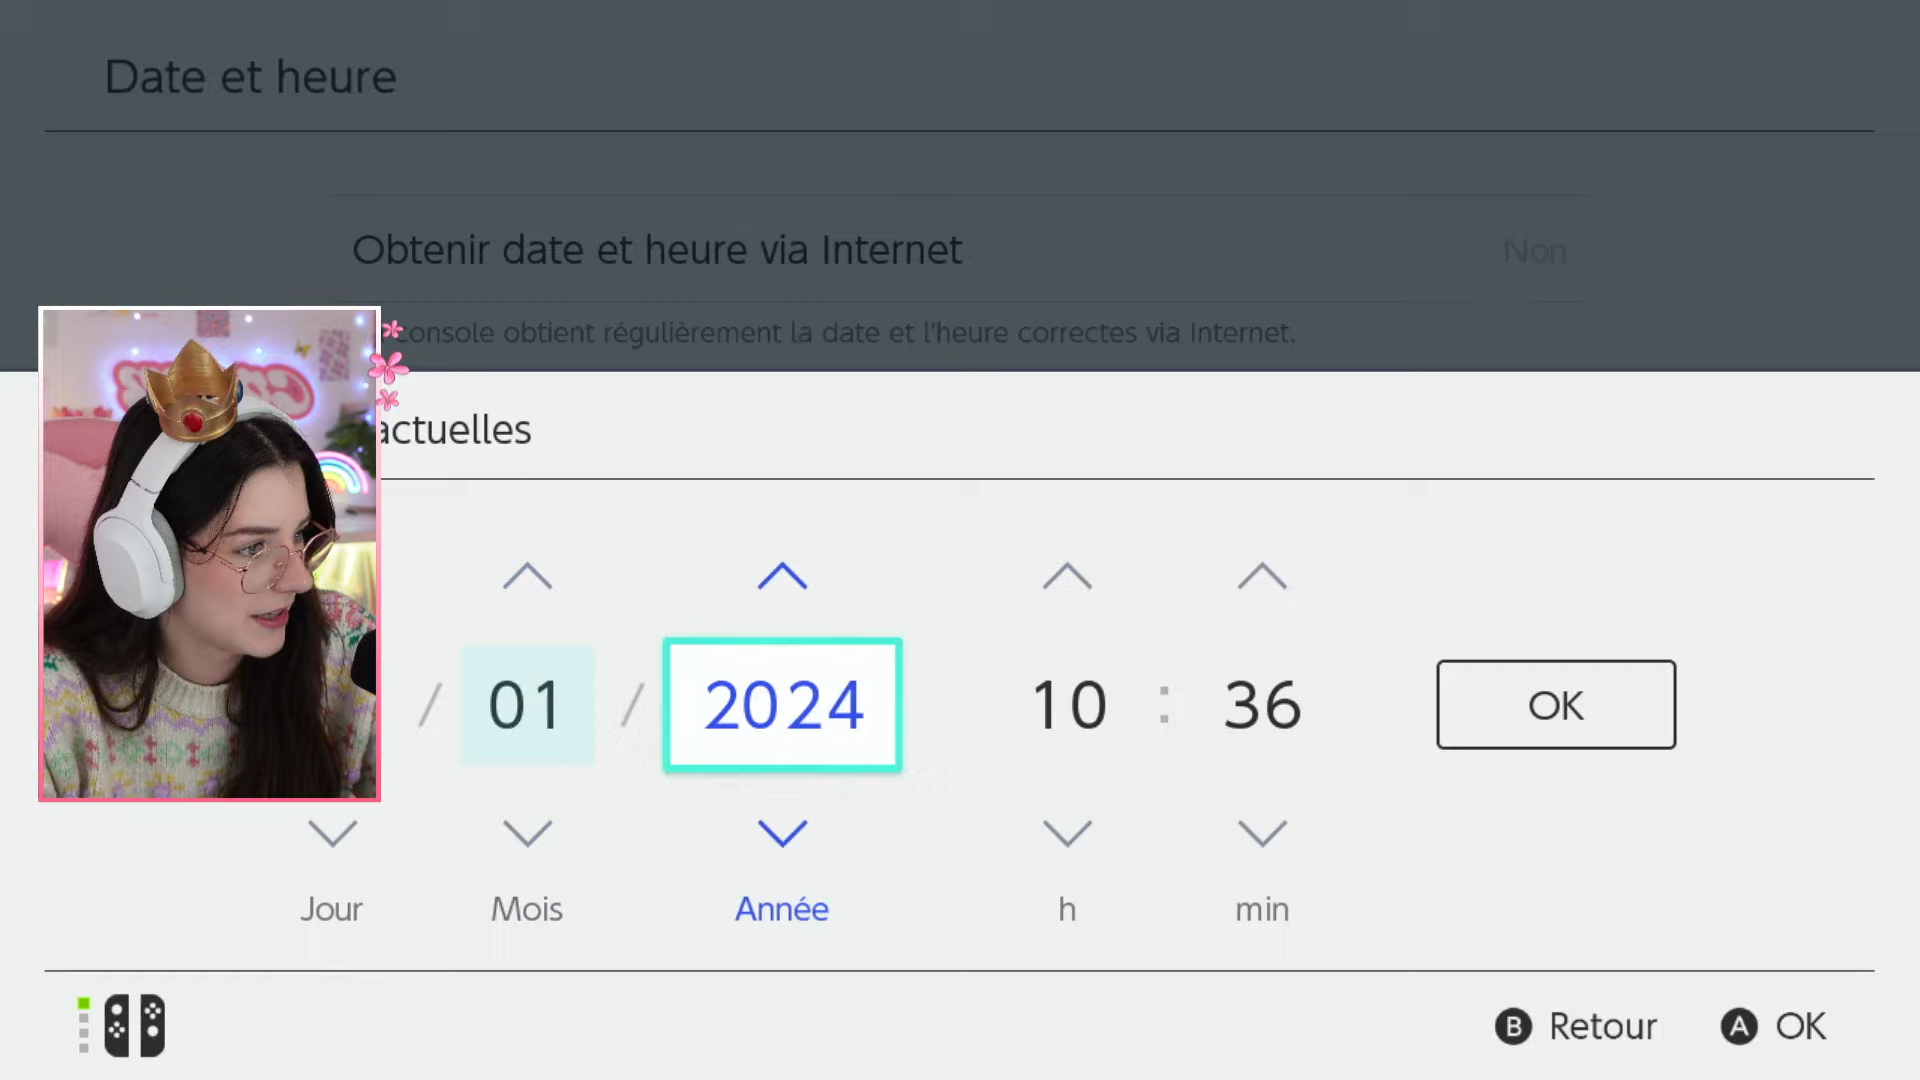 Date et heure
Obtenir date et heure via Internet Non
console obtient régulièrement la date et l'heure correctes via Internet.
actuelles
/ 01 / 2024 10 : 36 OK
Jour Mois Année h min
B Retour A OK